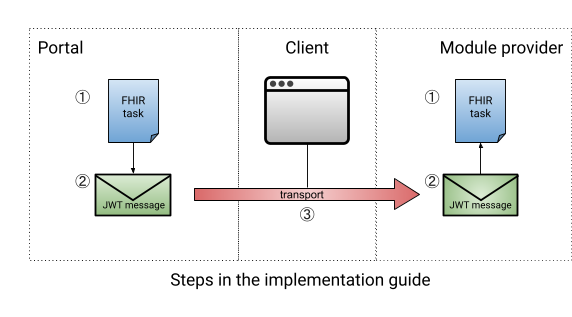 Portal
Client
Module provider
①
FHIR
task
①
FHIR
task
②
JWT message
transport
③
②
JWT message
Steps in the implementation guide